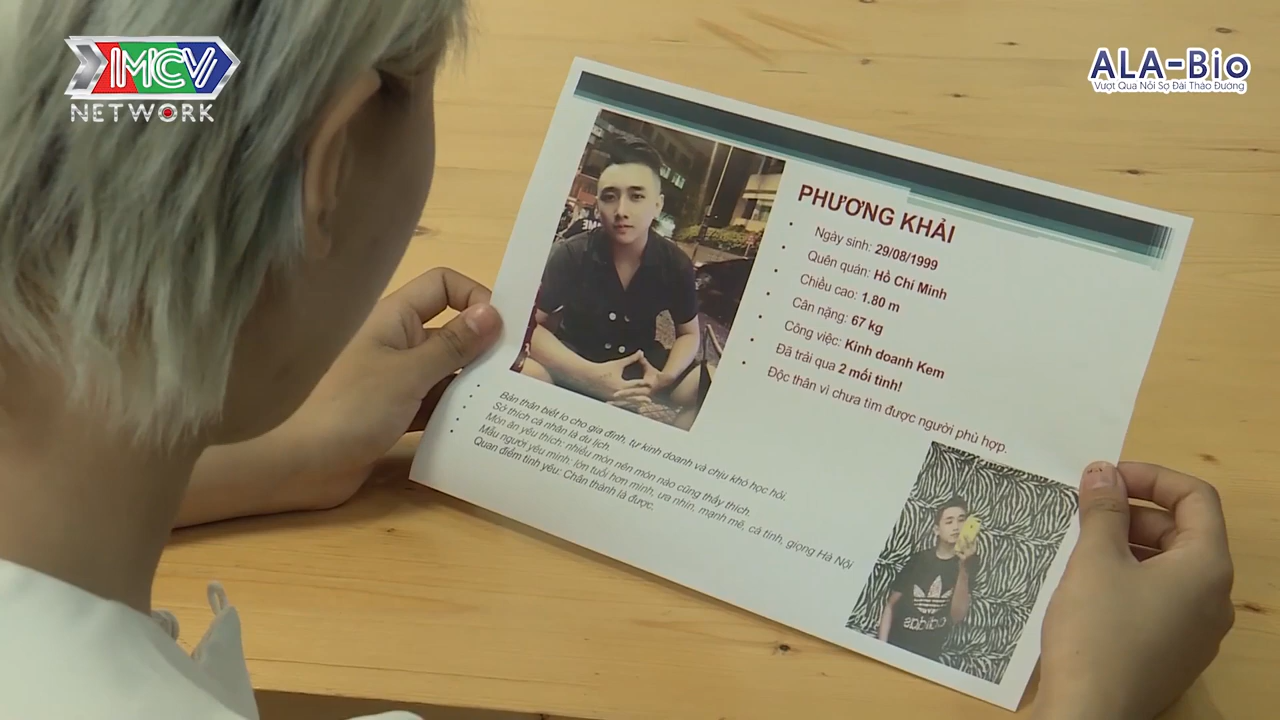 MCV
NETWORK
ALA-Bio
Vượt Qua Nỗi Sợ Đái Tháo Đường
PHƯƠNG KHẢI
Ngày sinh: 29/08/1999
Quên quán: Hồ Chí Minh
Chiều cao: 1.80 m
Cân nặng: 67 kg
Công việc: Kinh doanh Kem
Đã trải qua 2 mối tình!
Độc thân vì chưa tìm được người phù hợp.
Bản thân biết lo cho gia đình, tự kinh doanh và chịu khó học hỏi.
Sở thích cá nhân là du lịch.
Món ăn yêu thích: nhiều món nên món nào cũng thấy thích.
Mẫu người yêu mình: lớn tuổi hơn mình, ưa nhìn, mạnh mẽ, cá tính, giọng Hà Nội
Quan điểm tình yêu: Chân thành là được.
adidas